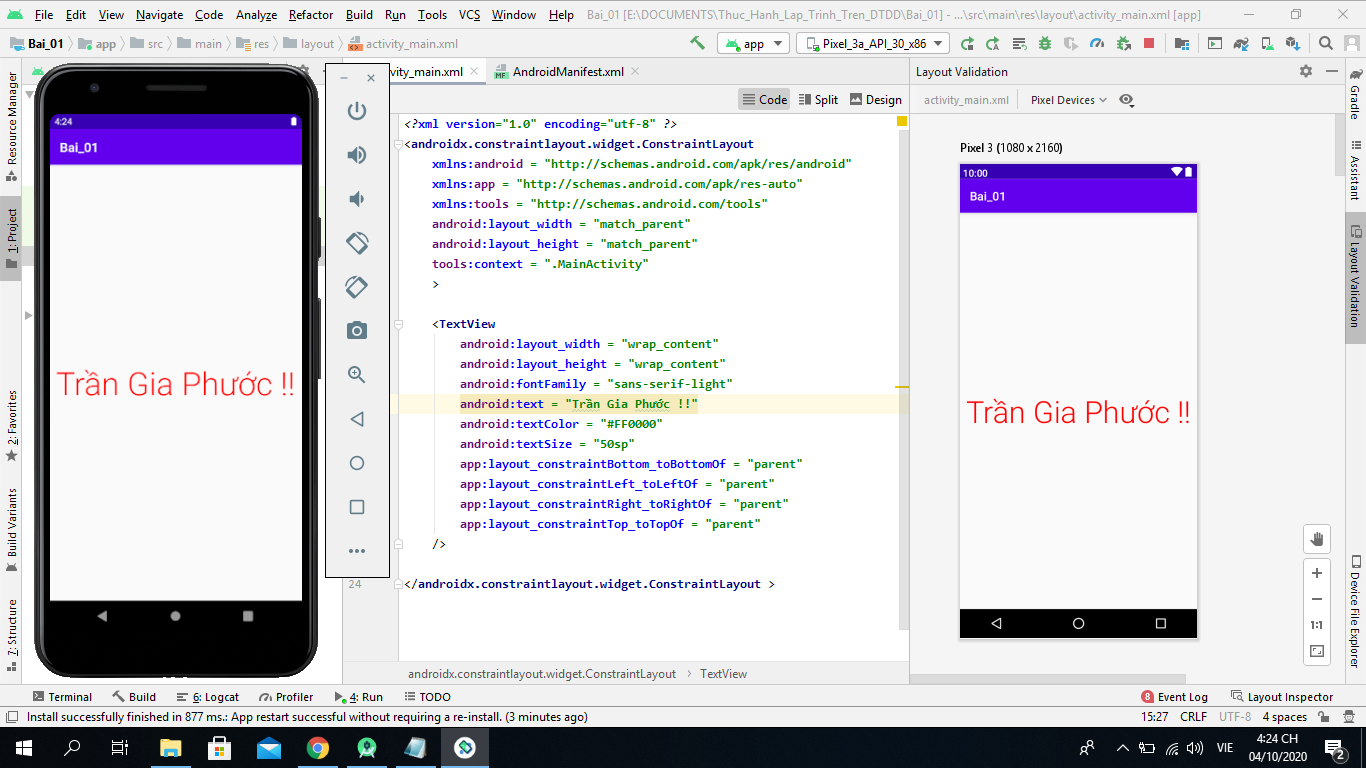 File Edit View Navigate Code Analyze Refactor Build Run Tools VCS Window Help Bai_01 [E:\DOCUMENTS\Thuc_Hanh_Lap_Trinh_Tren_DTDD\Bai_01] - ...\src\main\res\layout\activity_main.xml [app]
Bai_01 app src main res layout activity_main.xml app Pixel_3a_API_30_x86
ivity_main.xml AndroidManifest.xml Layout Validation
Code Split Design activity_main.xml Pixel Devices
Resource Manager
1: Project
2: Favorites
Build Variants
7: Structure
4:24
Bai_01
Trần Gia Phước !!
<?xml version="1.0" encoding="utf-8" ?>
<androidx.constraintlayout.widget.ConstraintLayout
xmlns:android = "http://schemas.android.com/apk/res/android"
xmlns:app = "http://schemas.android.com/apk/res-auto"
xmlns:tools = "http://schemas.android.com/tools"
android:layout_width = "match_parent"
android:layout_height = "match_parent"
tools:context = ".MainActivity"
>
<TextView
android:layout_width = "wrap_content"
android:layout_height = "wrap_content"
android:fontFamily = "sans-serif-light"
android:text = "Trần Gia Phước !!"
android:textColor = "#FF0000"
android:textSize = "50sp"
app:layout_constraintBottom_toBottomOf = "parent"
app:layout_constraintLeft_toLeftOf = "parent"
app:layout_constraintRight_toRightOf = "parent"
app:layout_constraintTop_toTopOf = "parent"
/>
24 </androidx.constraintlayout.widget.ConstraintLayout >
androidx.constraintlayout.widget.ConstraintLayout › TextView
Pixel 3 (1080 x 2160)
10:00
Bai_01
Trần Gia Phước !!
1:1
Gradle
Assistant
Layout Validation
Device File Explorer
Terminal Build 6: Logcat Profiler 4: Run TODO 8 Event Log Layout Inspector
Install successfully finished in 877 ms.: App restart successful without requiring a re-install. (3 minutes ago) 15:27 CRLF UTF-8 4 spaces
VIE 4:24 CH
04/10/2020 2